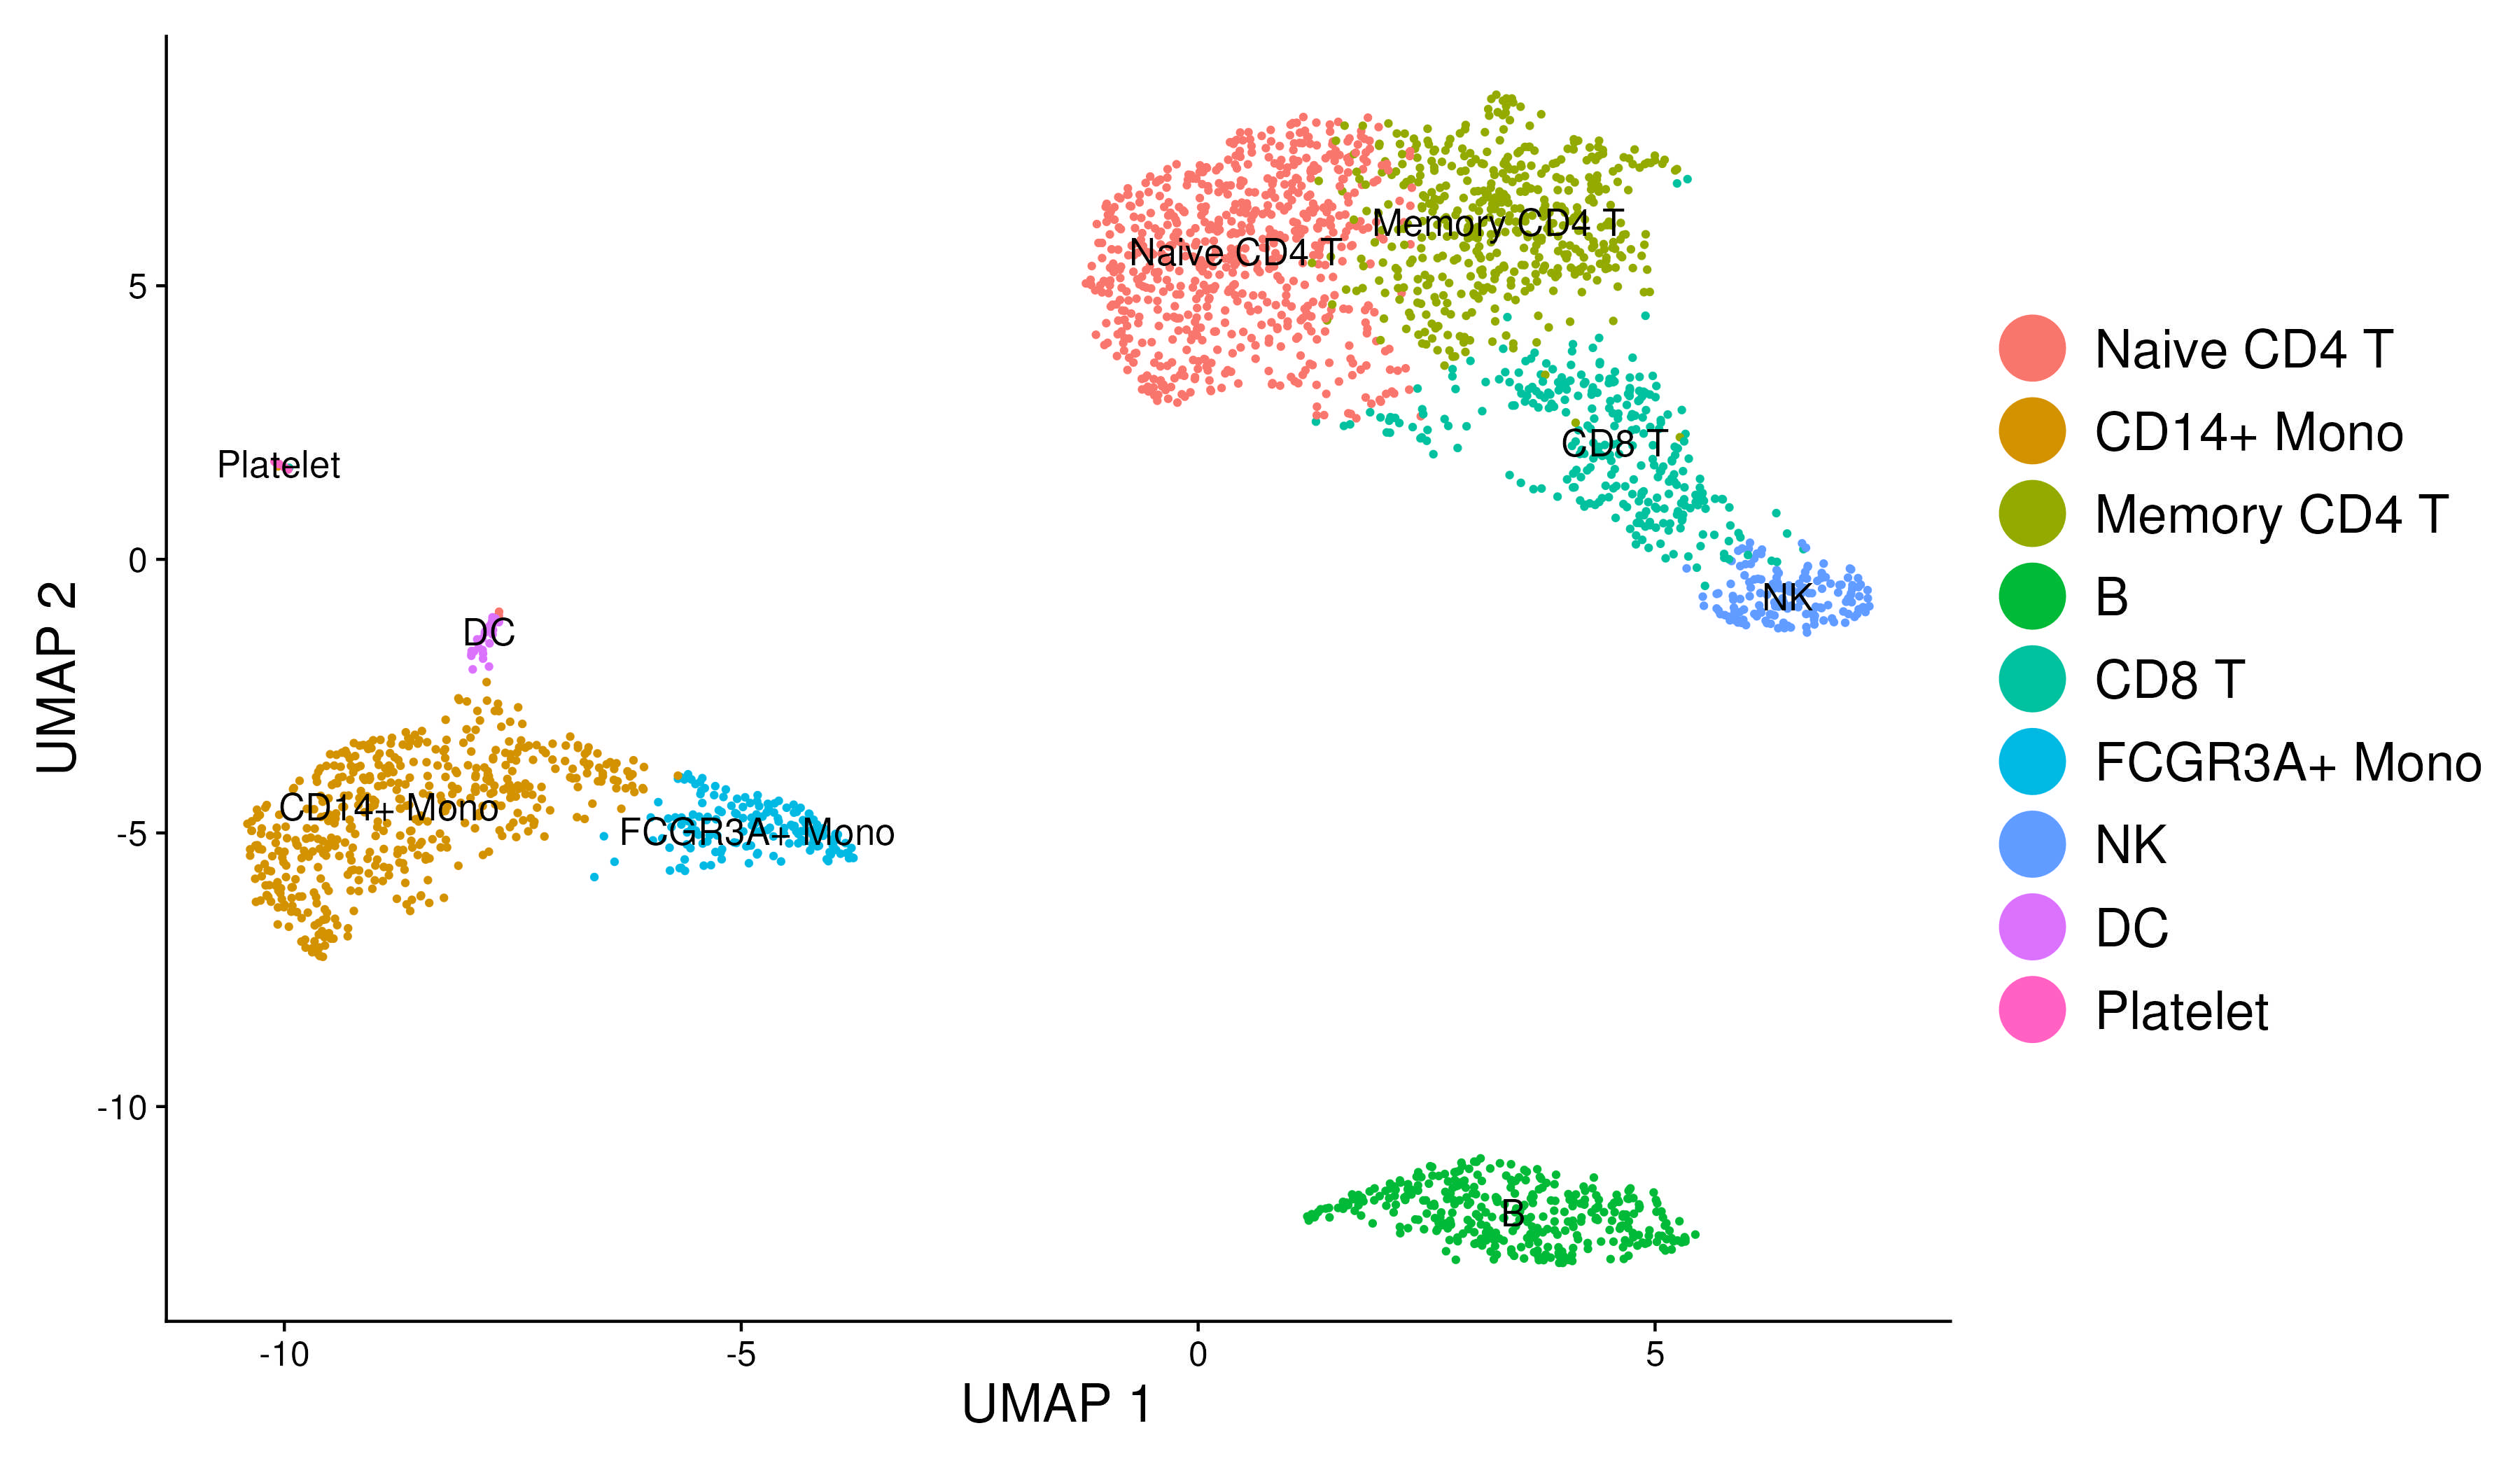 Memory CD4 T
Naive CD4 T
CD8 T
Platelet
NK
DC
CD14+ Mono
FCGR3A+ Mono
B
5
0
-5
-10
UMAP 2
-10
-5
0
5
UMAP 1
Naive CD4 T
CD14+ Mono
Memory CD4 T
B
CD8 T
FCGR3A+ Mono
NK
DC
Platelet